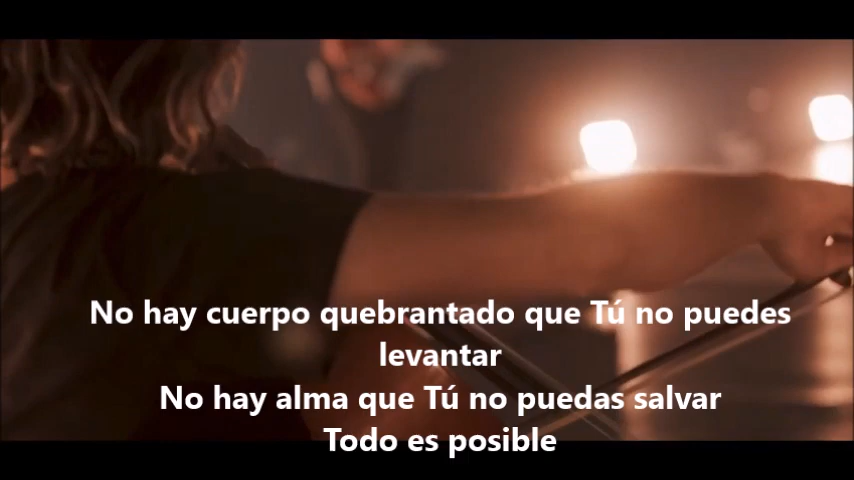 No hay cuerpo quebrantado que Tú no puedes
levantar
No hay alma que Tú no puedas salvar
Todo es posible